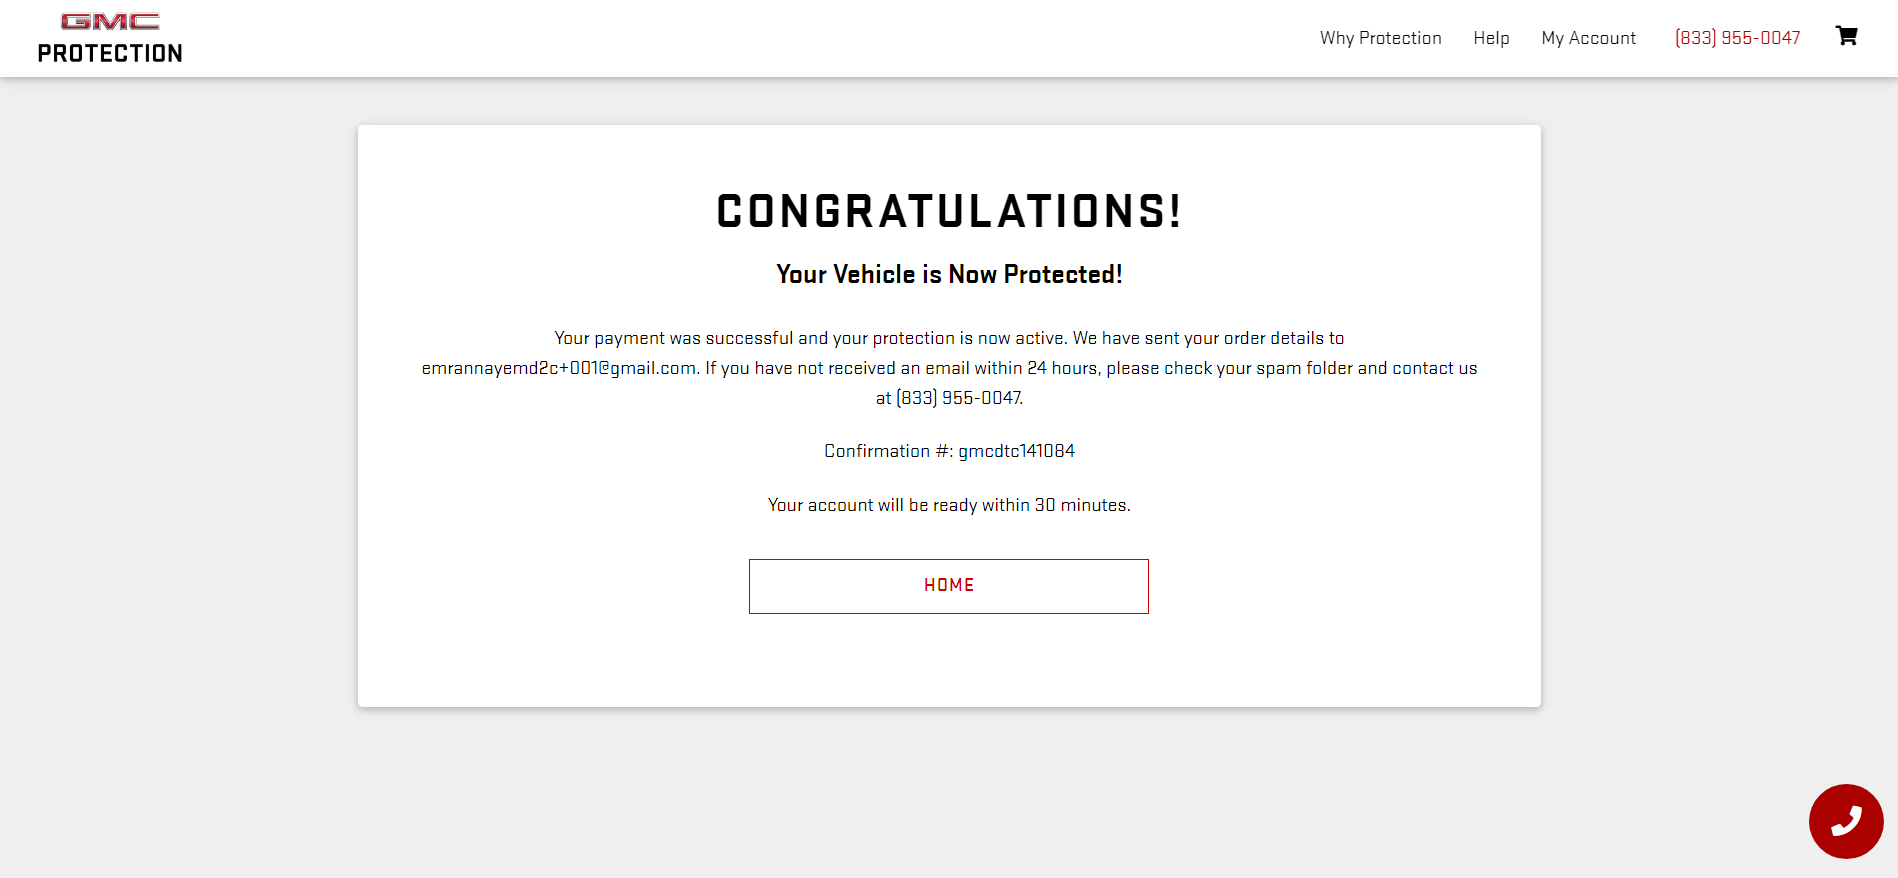 GMC
PROTECTION
Why Protection
Help
My Account
(833) 955-0047
CONGRATULATIONS!
Your Vehicle is Now Protected!
Your payment was successful and your protection is now active. We have sent your order details to
emrannayemd2c+001@gmail.com. If you have not received an email within 24 hours, please check your spam folder and contact us
at (833) 955-0047.
Confirmation #: gmcdtc141084
Your account will be ready within 30 minutes.
HOME